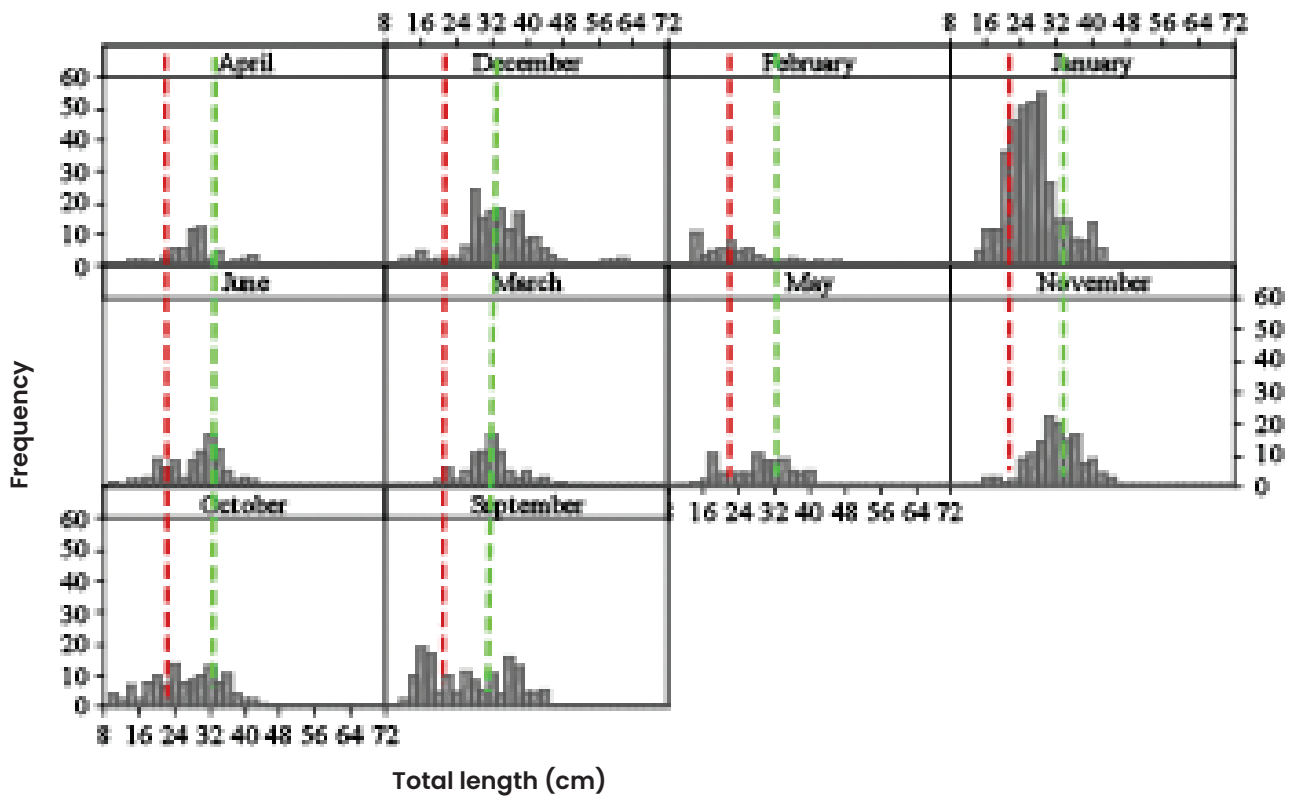 8 16 24 32 40 48 56 64 72 8 16 24 32 40 48 56 64 72
April December February January
60
50
40
30
20
10
0
June March May November
60
50
40
30
20
10
0
Frequency
October September
8 16 24 32 40 48 56 64 72
60
50
40
30
20
10
0
8 16 24 32 40 48 56 64 72
Total length (cm)